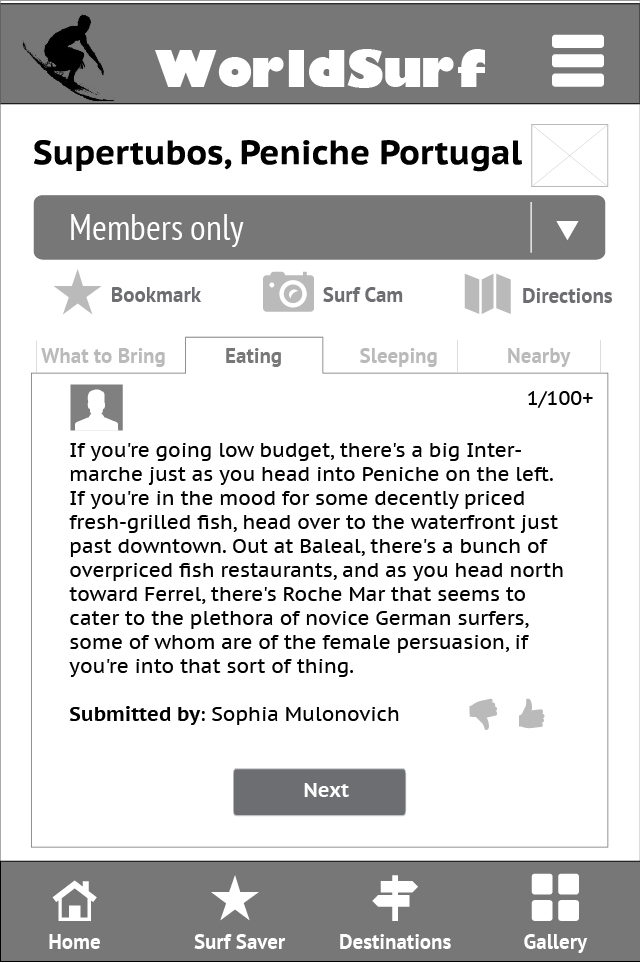 WorldSurf
Supertubos, Peniche Portugal
Members only
Bookmark
Surf Cam
Directions
What to Bring
Eating
Sleeping
Nearby
1/100+
If you're going low budget, there's a big Inter-
marche just as you head into Peniche on the left.
If you're in the mood for some decently priced
fresh-grilled fish, head over to the waterfront just
past downtown. Out at Baleal, there's a bunch of
overpriced fish restaurants, and as you head north
toward Ferrel, there's Roche Mar that seems to
cater to the plethora of novice German surfers,
some of whom are of the female persuasion, if
you're into that sort of thing.
Submitted by: Sophia Mulonovich
Next
Home
Surf Saver
Destinations
Gallery